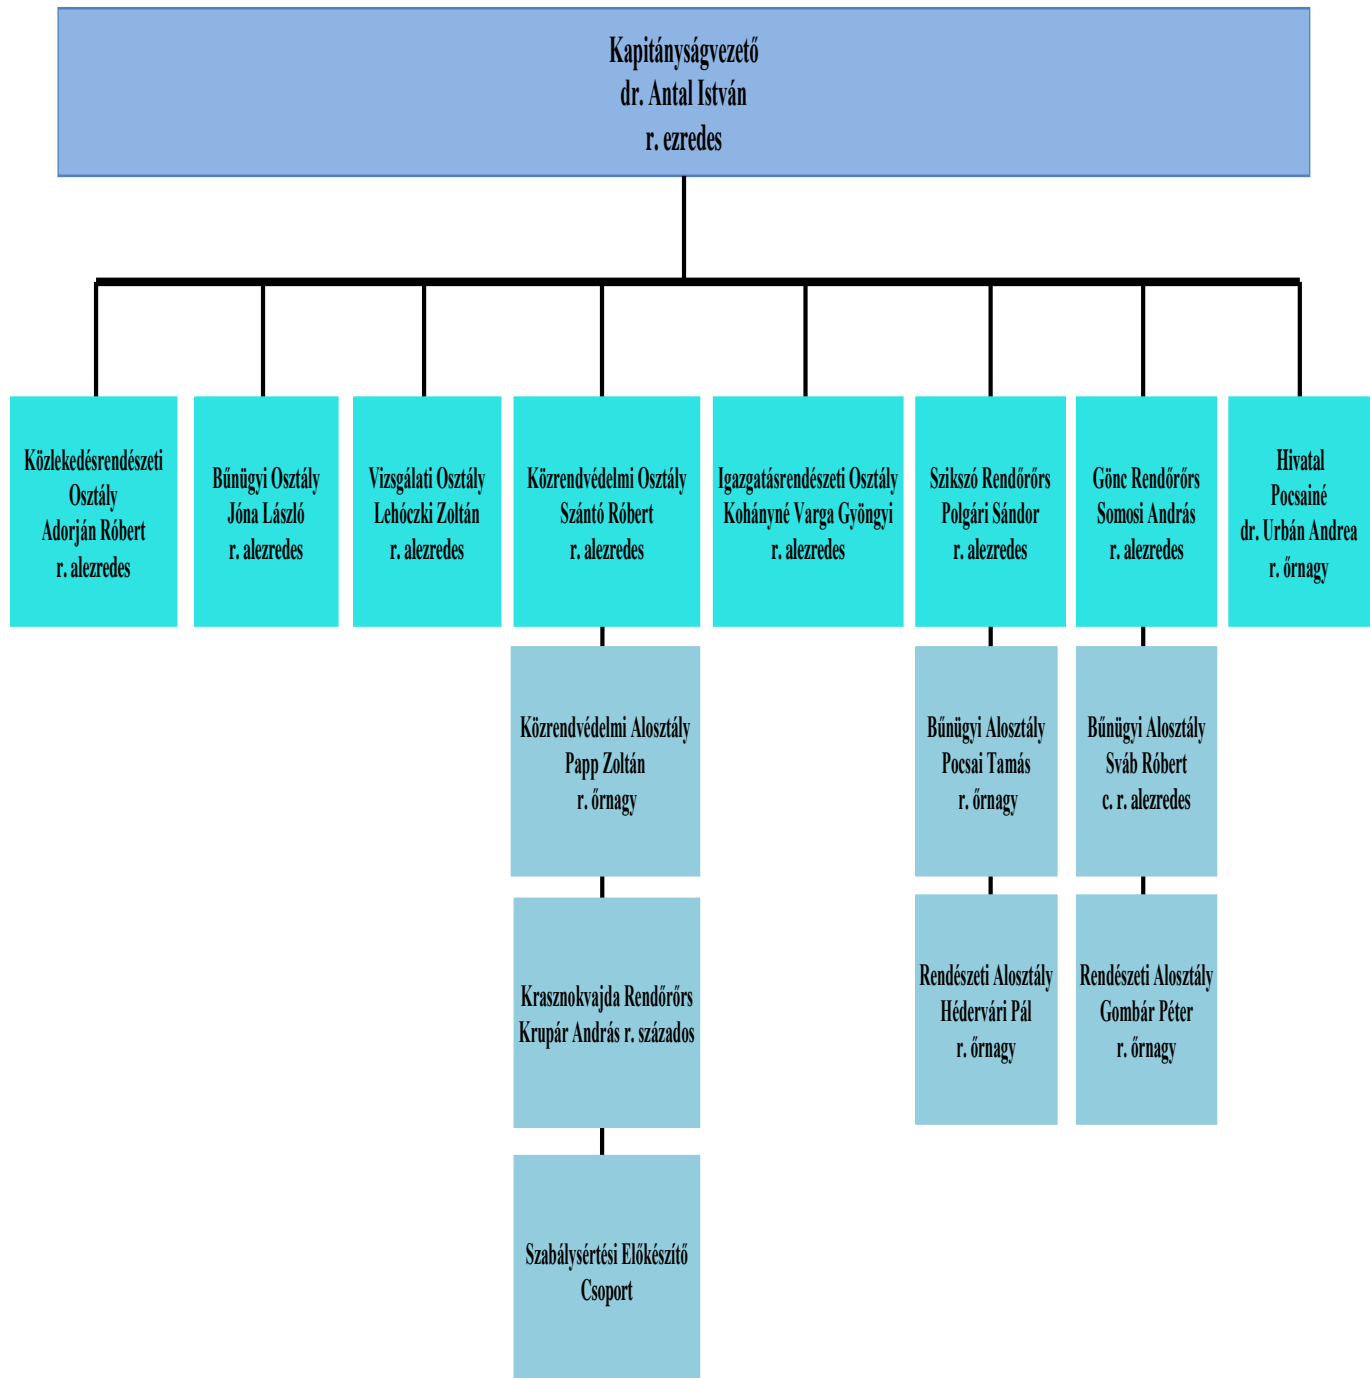 Kapitányságvezető
dr. Antal István
r. ezredes
Közlekedésrendészeti
Osztály
Adorján Róbert
r. alezredes
Bűnügyi Osztály
Jóna László
r. alezredes
Vizsgálati Osztály
Lehóczki Zoltán
r. alezredes
Közrendvédelmi Osztály
Szántó Róbert
r. alezredes
Igazgatásrendészeti Osztály
Kohányné Varga Gyöngyi
r. alezredes
Szikszó Rendőrőrs
Polgári Sándor
r. alezredes
Gönc Rendőrőrs
Somosi András
r. alezredes
Hivatal
Pocsainé
dr. Urbán Andrea
r. őrnagy
Közrendvédelmi Alosztály
Papp Zoltán
r. őrnagy
Bűnügyi Alosztály
Pocsai Tamás
r. őrnagy
Bűnügyi Alosztály
Sváb Róbert
c. r. alezredes
Krasznokvajda Rendőrőrs
Krupár András r. százados
Rendészeti Alosztály
Hédervári Pál
r. őrnagy
Rendészeti Alosztály
Gombár Péter
r. őrnagy
Szabálysértési Előkészítő
Csoport